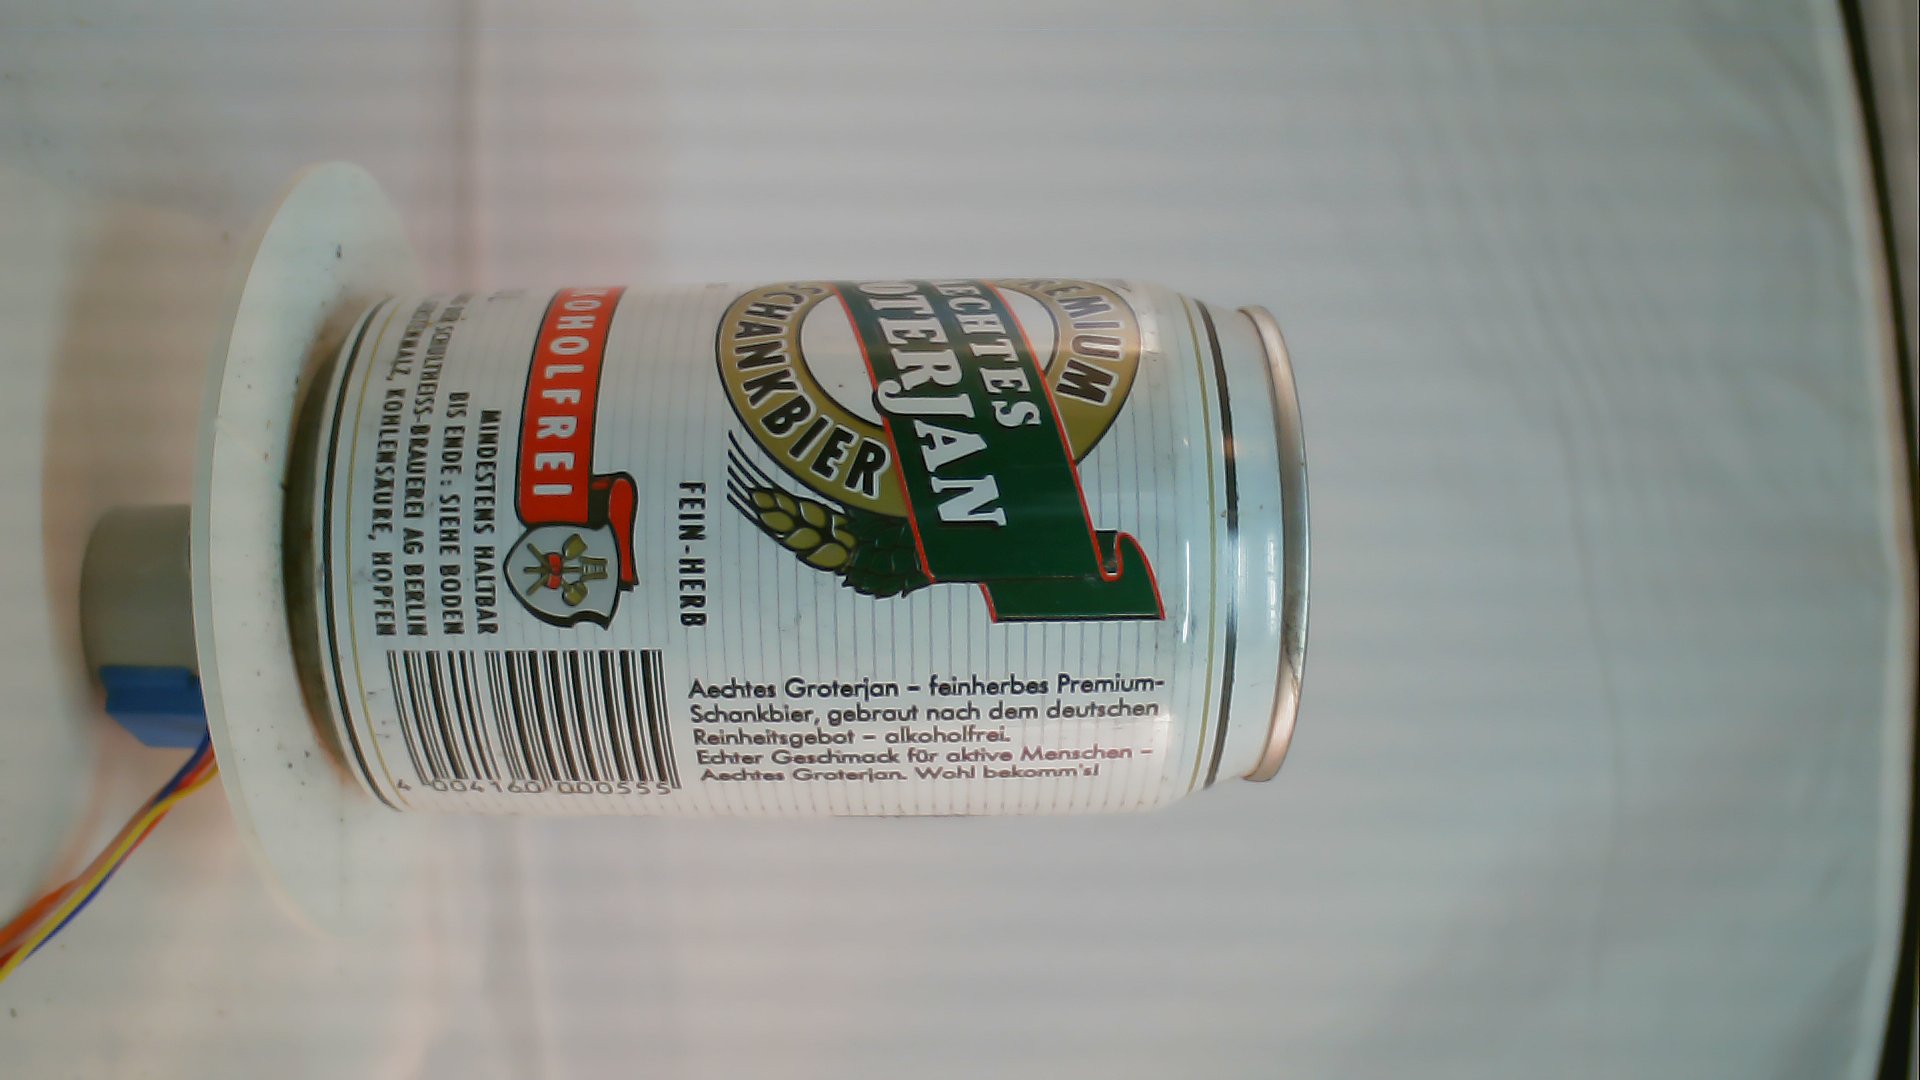 PREMIUM
AECHTES
GROTERJAN
SCHANKBIER
FEIN-HERB
ALKOHOLFREI
MINDESTENS HALTBAR
BIS ENDE: SIEHE BODEN
SCHULTHEISS-BRAUEREI AG BERLIN
GERSTENMALZ, KOHLENSÄURE, HOPFEN
Aechtes Groterjan – feinherbes Premium-
Schankbier, gebraut nach dem deutschen
Reinheitsgebot – alkoholfrei.
Echter Geschmack für aktive Menschen –
Aechtes Groterjan. Wohl bekomm's!
4 004160 000555